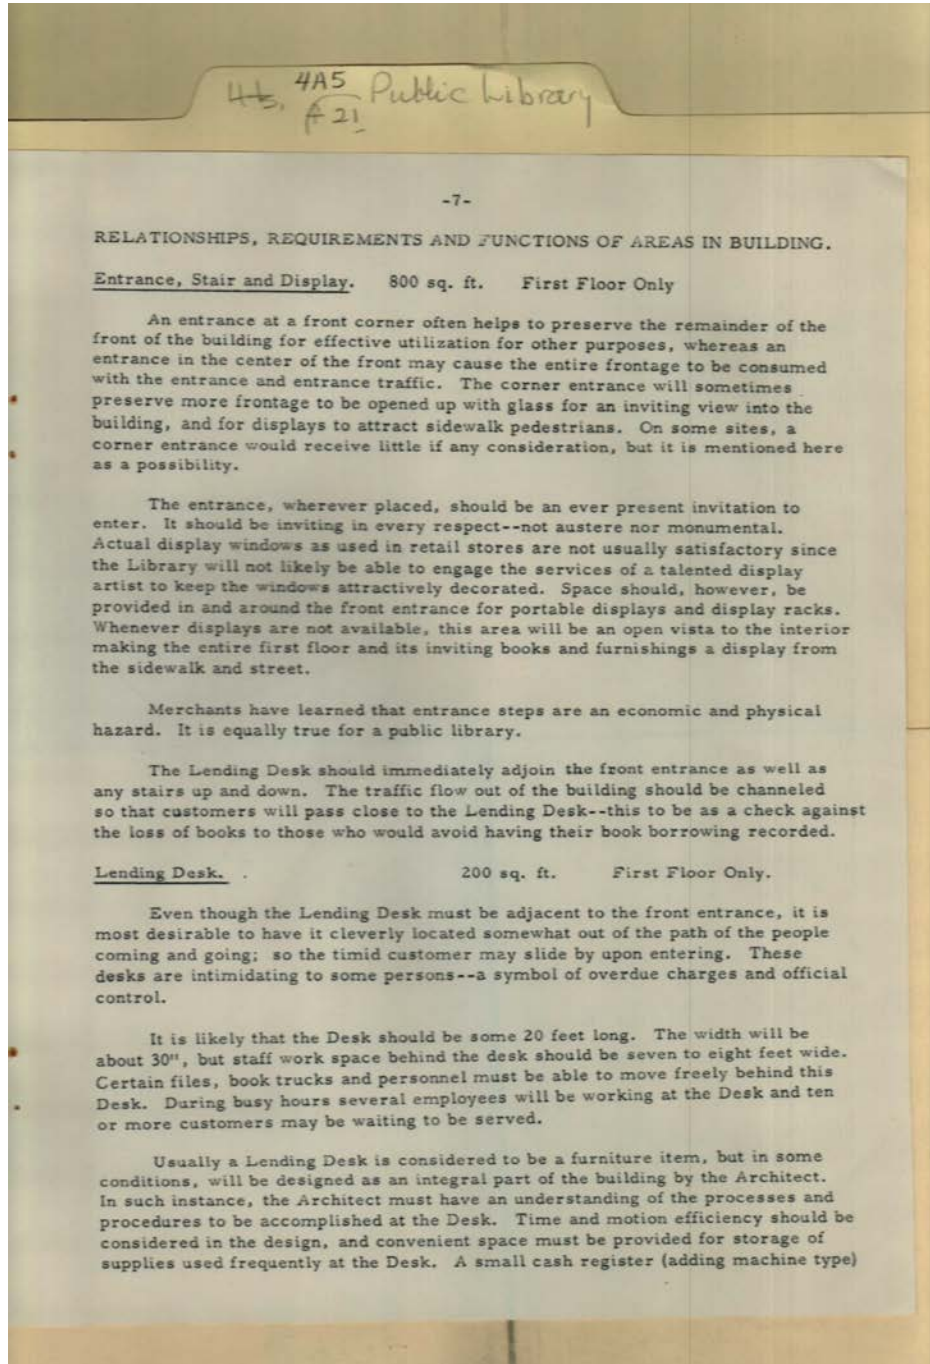 4A5 Public Library
21
-7-
RELATIONSHIPS, REQUIREMENTS AND FUNCTIONS OF AREAS IN BUILDING.
Entrance, Stair and Display. 800 sq. ft. First Floor Only
An entrance at a front corner often helps to preserve the remainder of the
front of the building for effective utilization for other purposes, whereas an
entrance in the center of the front may cause the entire frontage to be consumed
with the entrance and entrance traffic. The corner entrance will sometimes
preserve more frontage to be opened up with glass for an inviting view into the
building, and for displays to attract sidewalk pedestrians. On some sites, a
corner entrance would receive little if any consideration, but it is mentioned here
as a possibility.
The entrance, wherever placed, should be an ever present invitation to
enter. It should be inviting in every respect--not austere nor monumental.
Actual display windows as used in retail stores are not usually satisfactory since
the Library will not likely be able to engage the services of a talented display
artist to keep the windows attractively decorated. Space should, however, be
provided in and around the front entrance for portable displays and display racks.
Whenever displays are not available, this area will be an open vista to the interior
making the entire first floor and its inviting books and furnishings a display from
the sidewalk and street.
Merchants have learned that entrance steps are an economic and physical
hazard. It is equally true for a public library.
The Lending Desk should immediately adjoin the front entrance as well as
any stairs up and down. The traffic flow out of the building should be channeled
so that customers will pass close to the Lending Desk--this to be as a check against
the loss of books to those who would avoid having their book borrowing recorded.
Lending Desk. 200 sq. ft. First Floor Only.
Even though the Lending Desk must be adjacent to the front entrance, it is
most desirable to have it cleverly located somewhat out of the path of the people
coming and going; so the timid customer may slide by upon entering. These
desks are intimidating to some persons--a symbol of overdue charges and official
control.
It is likely that the Desk should be some 20 feet long. The width will be
about 30", but staff work space behind the desk should be seven to eight feet wide.
Certain files, book trucks and personnel must be able to move freely behind this
Desk. During busy hours several employees will be working at the Desk and ten
or more customers may be waiting to be served.
Usually a Lending Desk is considered to be a furniture item, but in some
conditions, will be designed as an integral part of the building by the Architect.
In such instance, the Architect must have an understanding of the processes and
procedures to be accomplished at the Desk. Time and motion efficiency should be
considered in the design, and convenient space must be provided for storage of
supplies used frequently at the Desk. A small cash register (adding machine type)